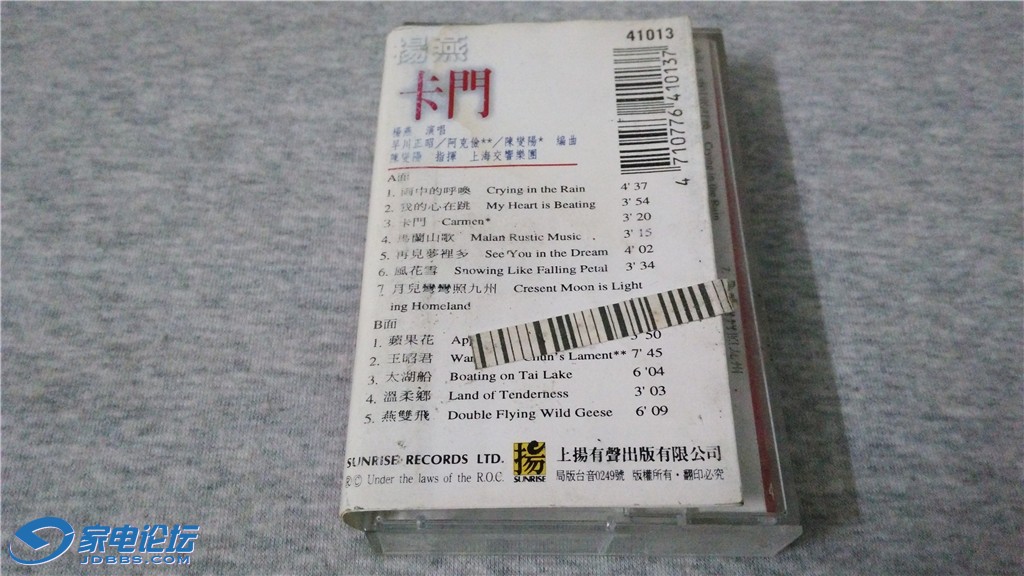 楊燕
41013
卡門
4 710776 410137
楊燕 演唱
早川正昭／阿克儉**／陳燮陽* 編曲
陳燮陽 指揮 上海交響樂團
A面
1. 雨中的呼喚 Crying in the Rain 4' 37
2. 我的心在跳 My Heart is Beating 3' 54
3. 卡門 Carmen* 3' 20
4. 馬蘭山歌 Malan Rustic Music 3' 15
5. 再見夢裡多 See You in the Dream 4' 02
6. 風花雪 Snowing Like Falling Petal 3' 34
7 月兒彎彎照九州 Cresent Moon is Light
ing Homeland
B面
1. 蘋果花 Ap 3' 50
2. 王昭君 Wan hun's Lament** 7' 45
3. 太湖船 Boating on Tai Lake 6 '04
4. 溫柔鄉 Land of Tenderness 3' 03
5. 燕雙飛 Double Flying Wild Geese 6' 09
SUNRISE RECORDS LTD. 揚 SUNRISE 上揚有聲出版有限公司
Ⓟ© Under the laws of the R.O.C. 局版台音0249號 版權所有・翻印必究
家电论坛
JDBBS.COM